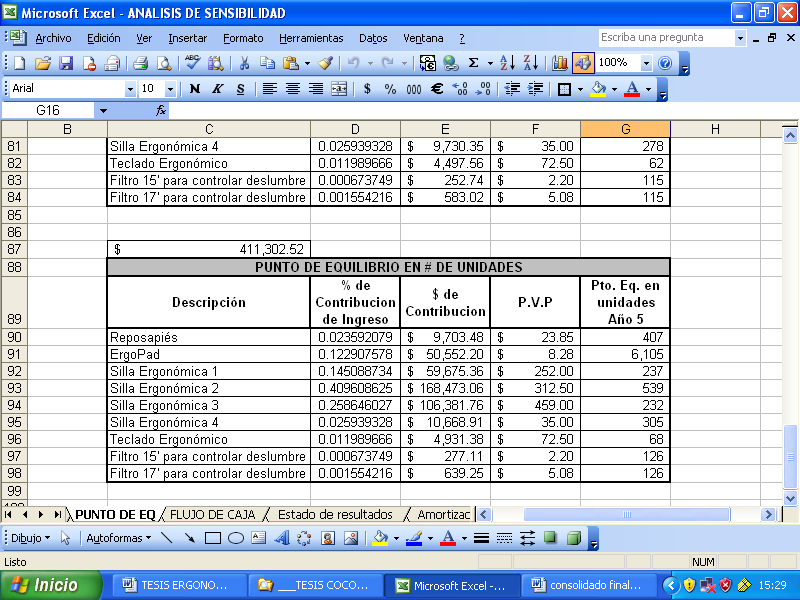 Microsoft Excel - ANALISIS DE SENSIBILIDAD
Archivo Edición Ver Insertar Formato Herramientas Datos Ventana ? Escriba una pregunta
100%
Arial 10 N K S $ % 000 €
G16 fx
B C D E F G H
81 Silla Ergonómica 4 0.025939328 $ 9,730.35 $ 35.00 278
82 Teclado Ergonómico 0.011989666 $ 4,497.56 $ 72.50 62
83 Filtro 15' para controlar deslumbre 0.000673749 $ 252.74 $ 2.20 115
84 Filtro 17' para controlar deslumbre 0.001554216 $ 583.02 $ 5.08 115
85
86
87 $ 411,302.52
88 PUNTO DE EQUILIBRIO EN # DE UNIDADES
89 Descripción % de Contribucion de Ingreso $ de Contribucion P.V.P Pto. Eq. en unidades Año 5
90 Reposapiés 0.023592079 $ 9,703.48 $ 23.85 407
91 ErgoPad 0.122907578 $ 50,552.20 $ 8.28 6,105
92 Silla Ergonómica 1 0.145088734 $ 59,675.36 $ 252.00 237
93 Silla Ergonómica 2 0.409608625 $ 168,473.06 $ 312.50 539
94 Silla Ergonómica 3 0.258646027 $ 106,381.76 $ 459.00 232
95 Silla Ergonómica 4 0.025939328 $ 10,668.91 $ 35.00 305
96 Teclado Ergonómico 0.011989666 $ 4,931.38 $ 72.50 68
97 Filtro 15' para controlar deslumbre 0.000673749 $ 277.11 $ 2.20 126
98 Filtro 17' para controlar deslumbre 0.001554216 $ 639.25 $ 5.08 126
99
PUNTO DE EQ FLUJO DE CAJA Estado de resultados Amortizac
Dibujo Autoformas
Listo NUM
Inicio TESIS ERGONO... ___TESIS COCO... Microsoft Excel -... consolidado final... 15:29